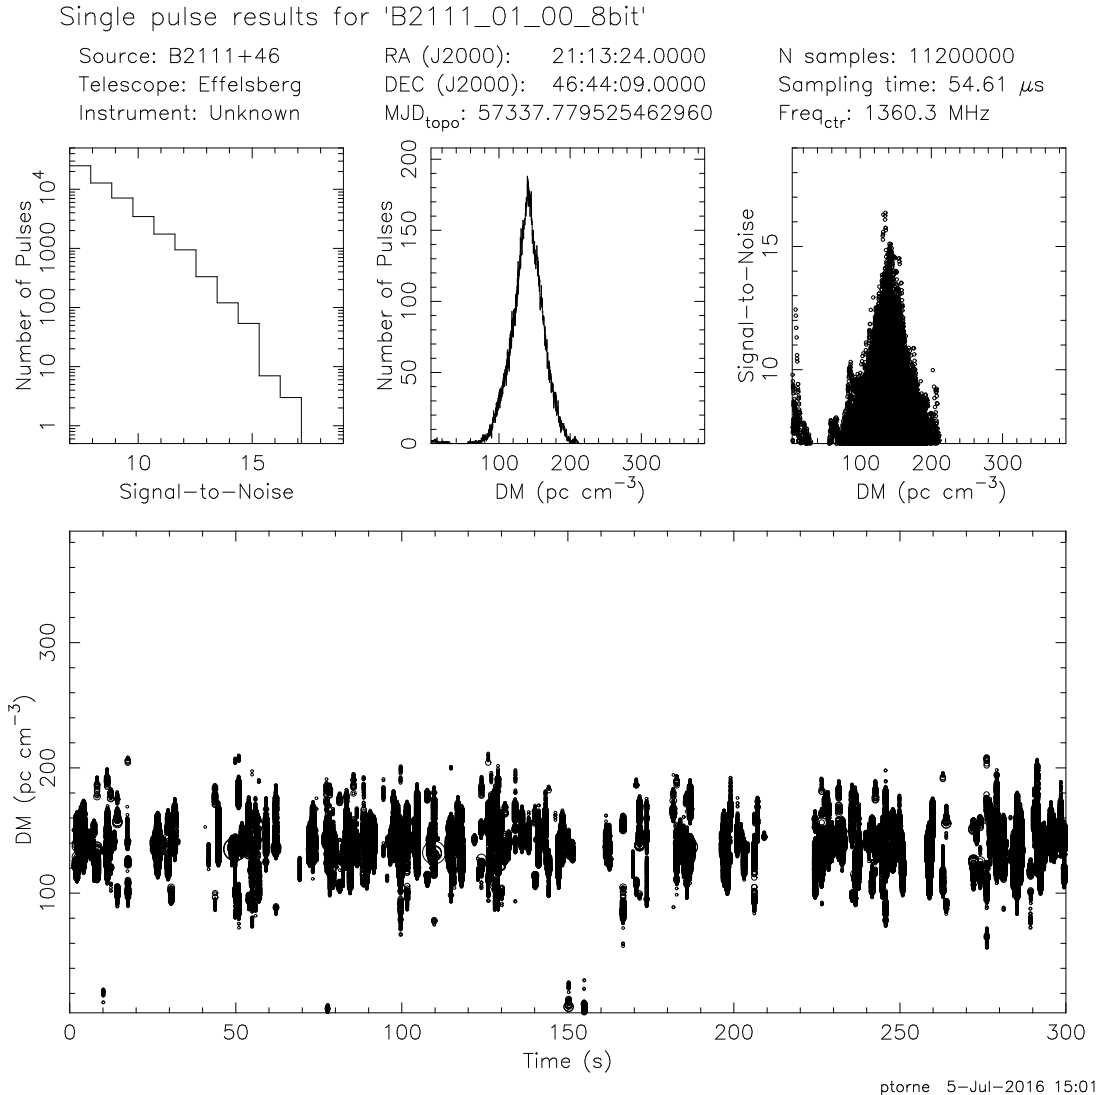 Single pulse results for 'B2111_01_00_8bit'
Source: B2111+46
RA (J2000): 21:13:24.0000
N samples: 11200000
Telescope: Effelsberg
DEC (J2000): 46:44:09.0000
Sampling time: 54.61 μs
Instrument: Unknown
MJDtopo: 57337.779525462960
Freqctr: 1360.3 MHz
Number of Pulses
1 10 100 1000 10^4
10 15
Signal-to-Noise
Number of Pulses
0 50 100 150 200
100 200 300
DM (pc cm^-3)
Signal-to-Noise
10 15
100 200 300
DM (pc cm^-3)
DM (pc cm^-3)
100 200 300
0 50 100 150 200 250 300
Time (s)
ptorne 5-Jul-2016 15:01